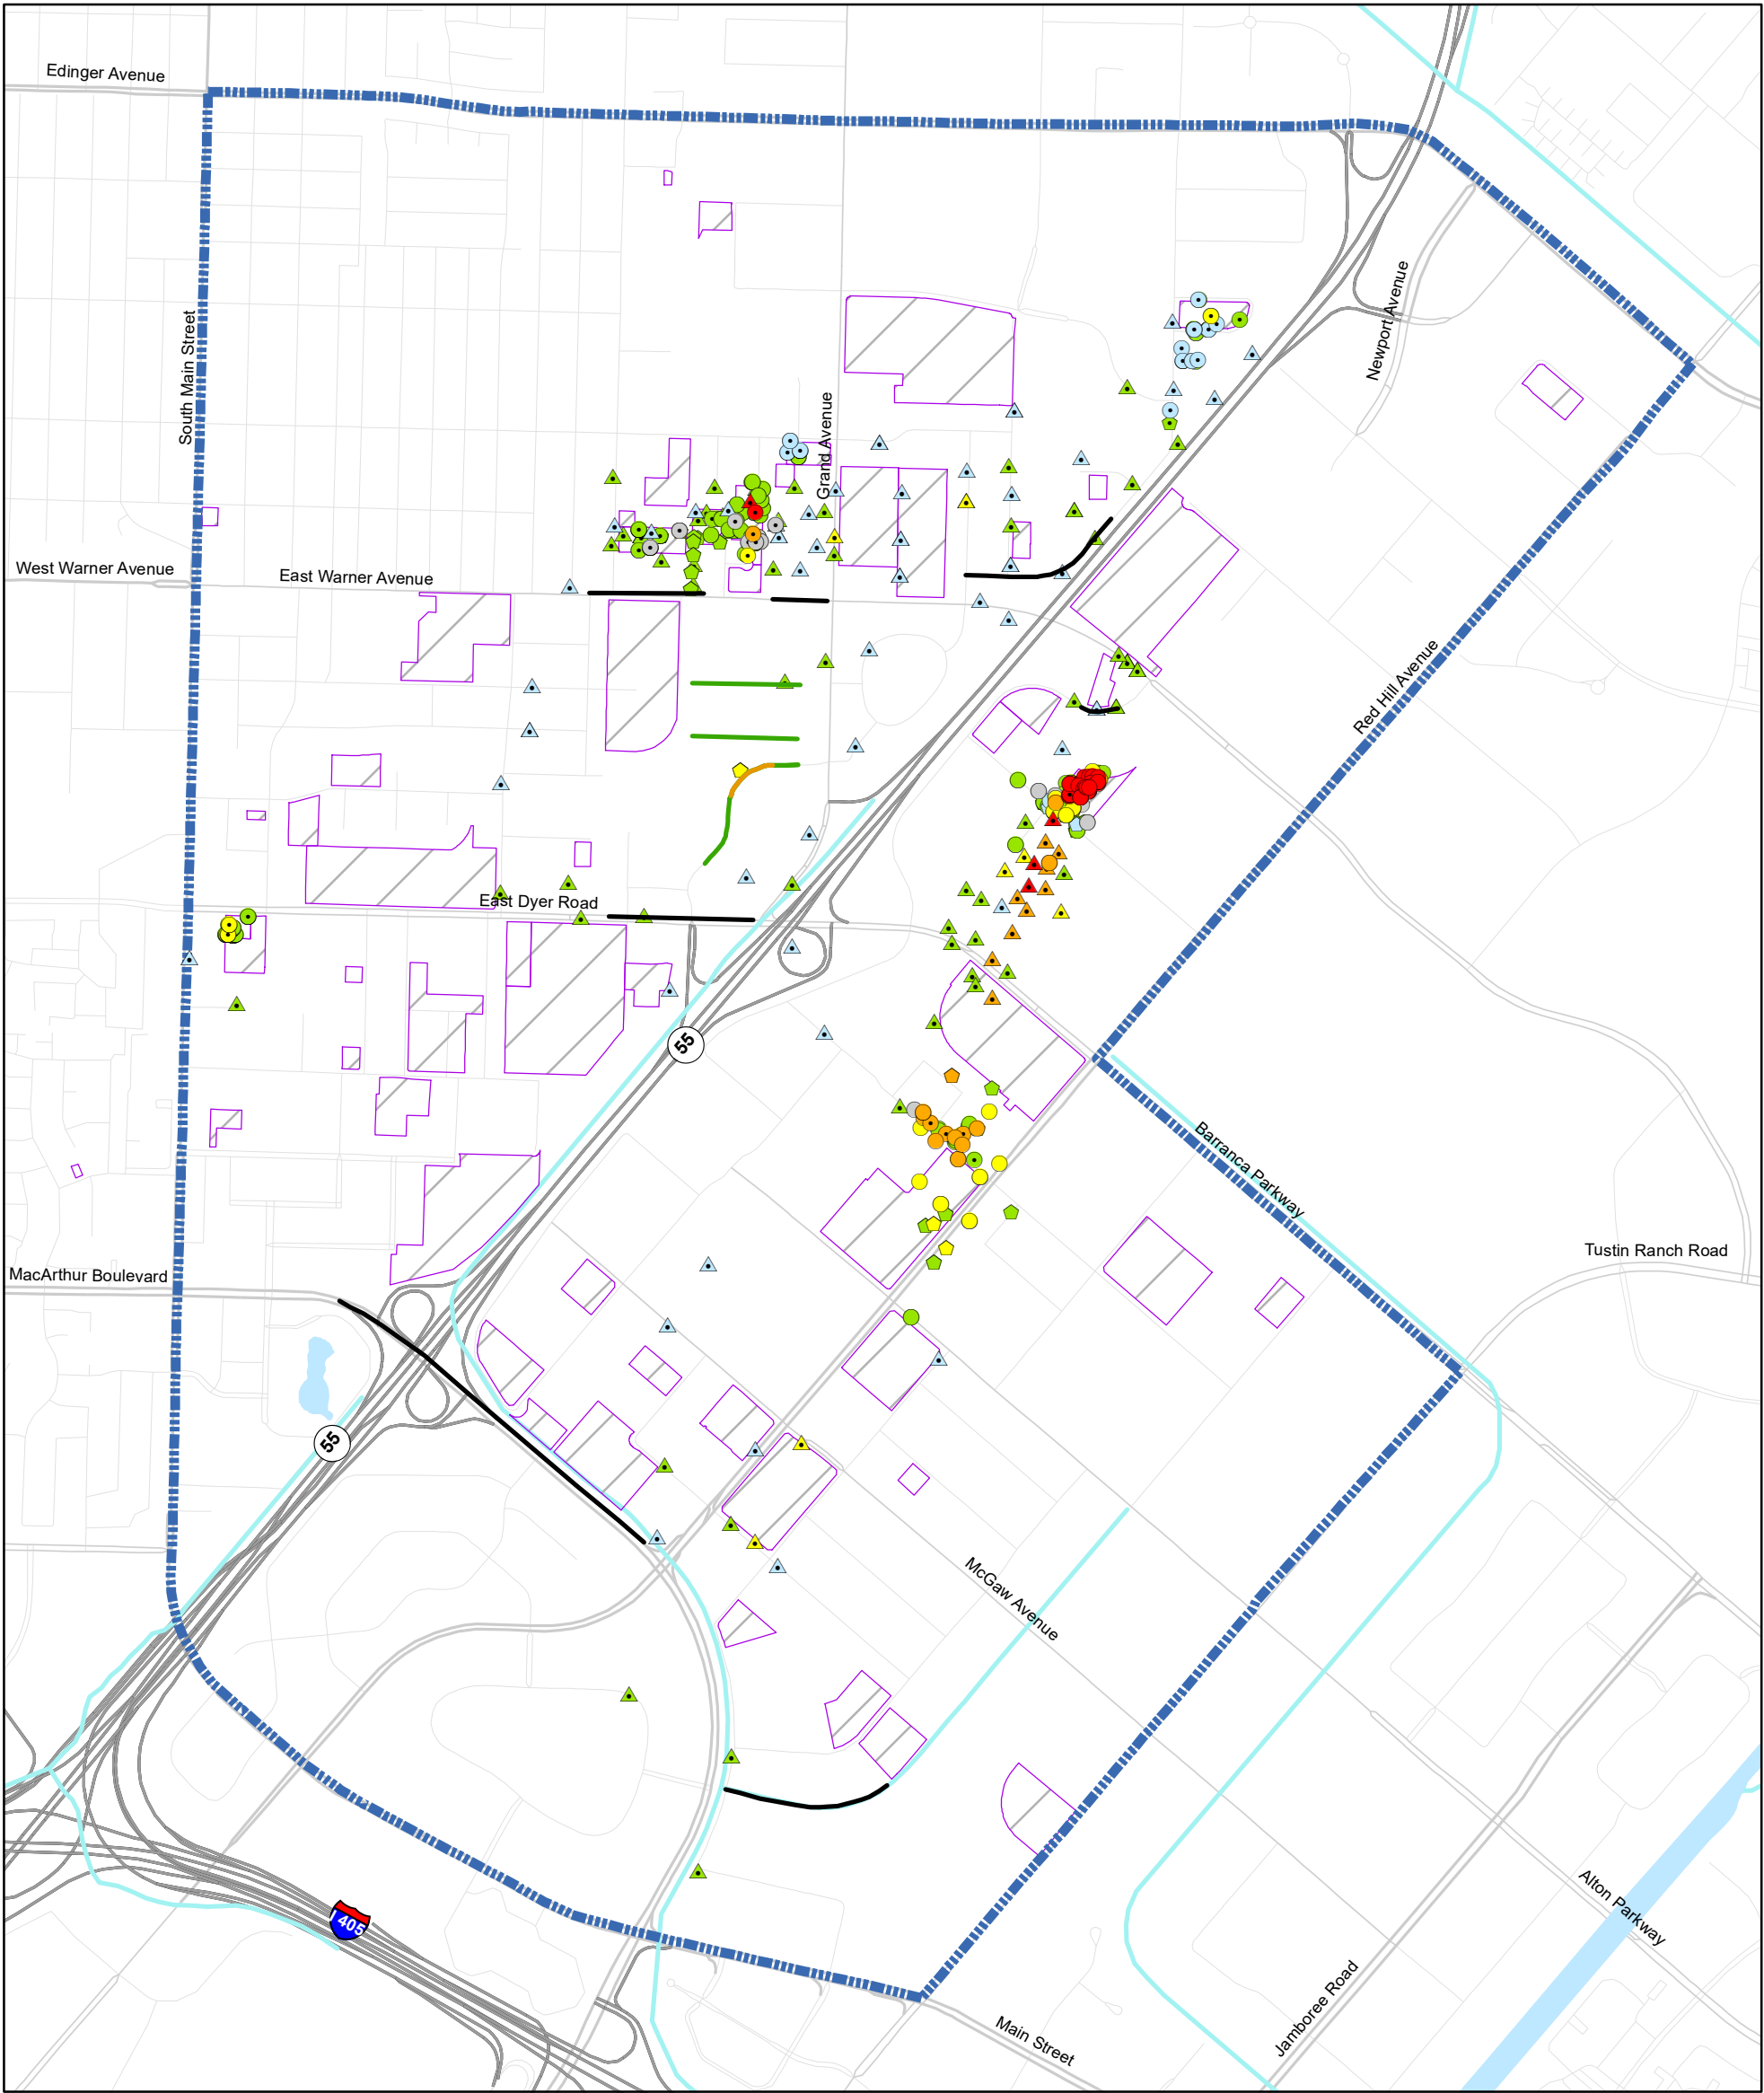 Edinger Avenue
South Main Street
Newport Avenue
Grand Avenue
West Warner Avenue
East Warner Avenue
Red Hill Avenue
East Dyer Road
55
Barranca Parkway
Tustin Ranch Road
MacArthur Boulevard
55
McGaw Avenue
Alton Parkway
405
Jamboree Road
Main Street